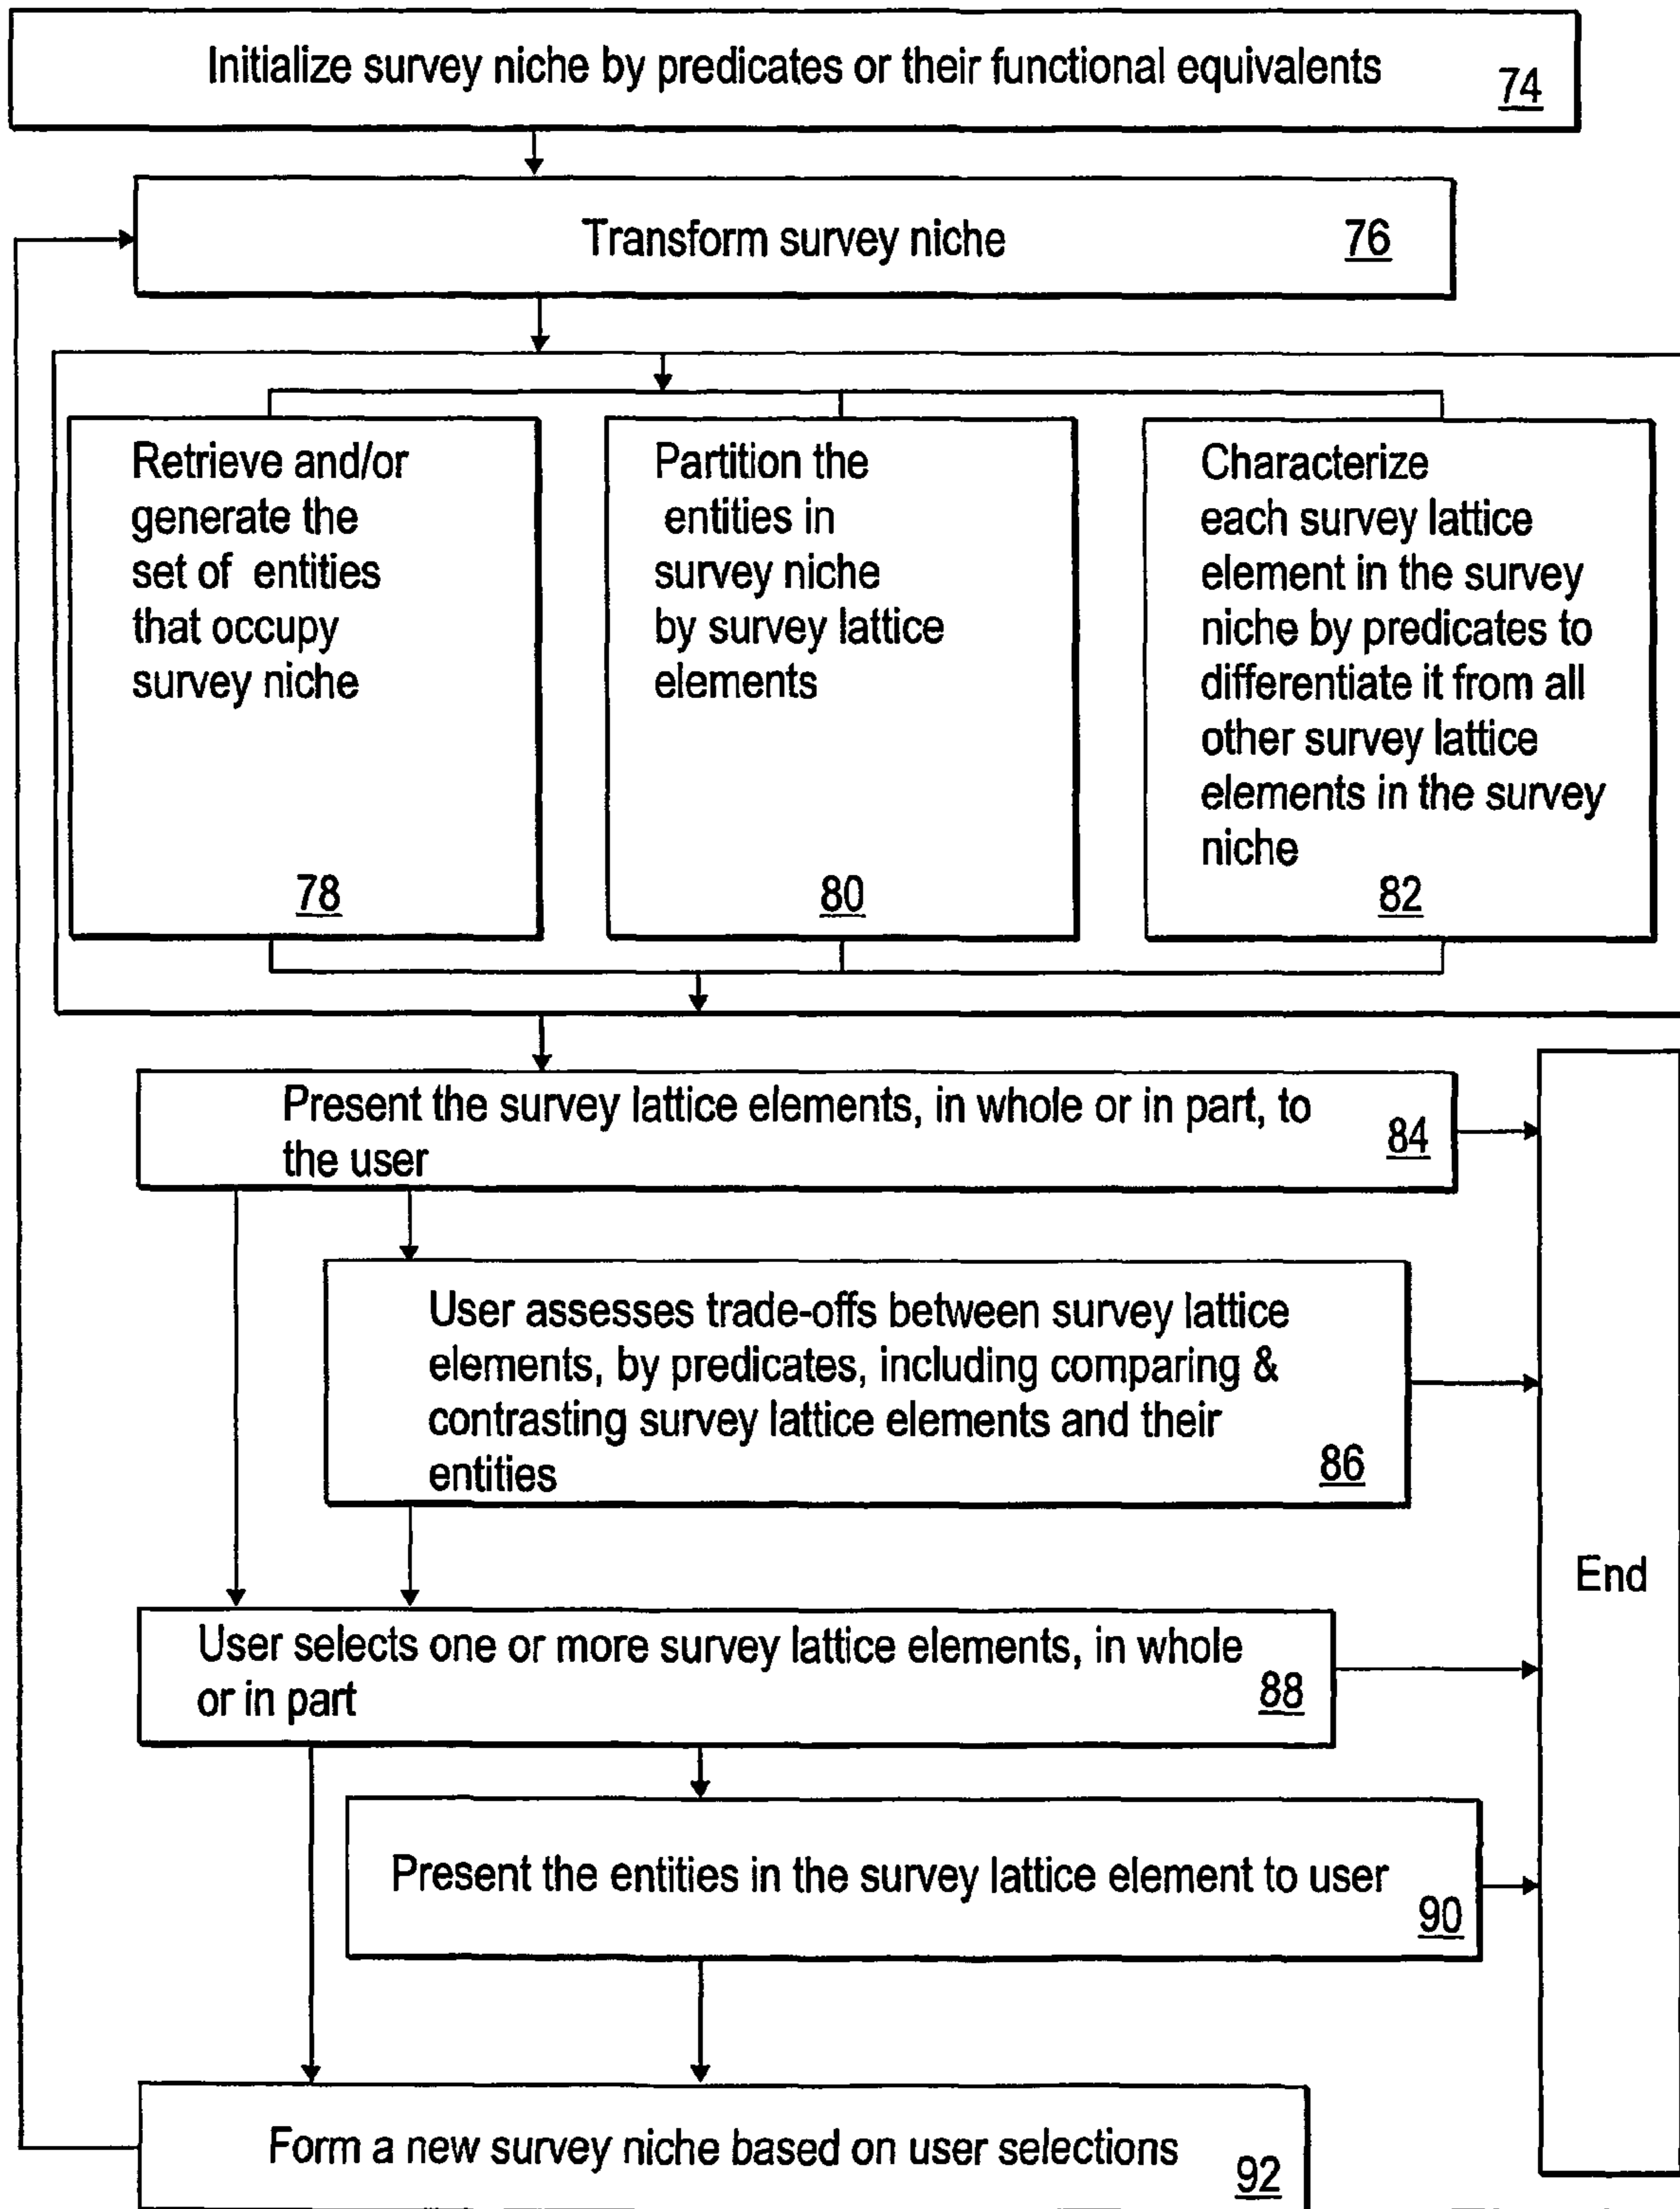 Initialize survey niche by predicates or their functional equivalents
74
Transform survey niche
76
Retrieve and/or
generate the
set of entities
that occupy
survey niche
78
Partition the
entities in
survey niche
by survey lattice
elements
80
Characterize
each survey lattice
element in the survey
niche by predicates to
differentiate it from all
other survey lattice
elements in the survey
niche
82
Present the survey lattice elements, in whole or in part, to
the user
84
User assesses trade-offs between survey lattice
elements, by predicates, including comparing &
contrasting survey lattice elements and their
entities
86
User selects one or more survey lattice elements, in whole
or in part
88
Present the entities in the survey lattice element to user
90
Form a new survey niche based on user selections
92
End